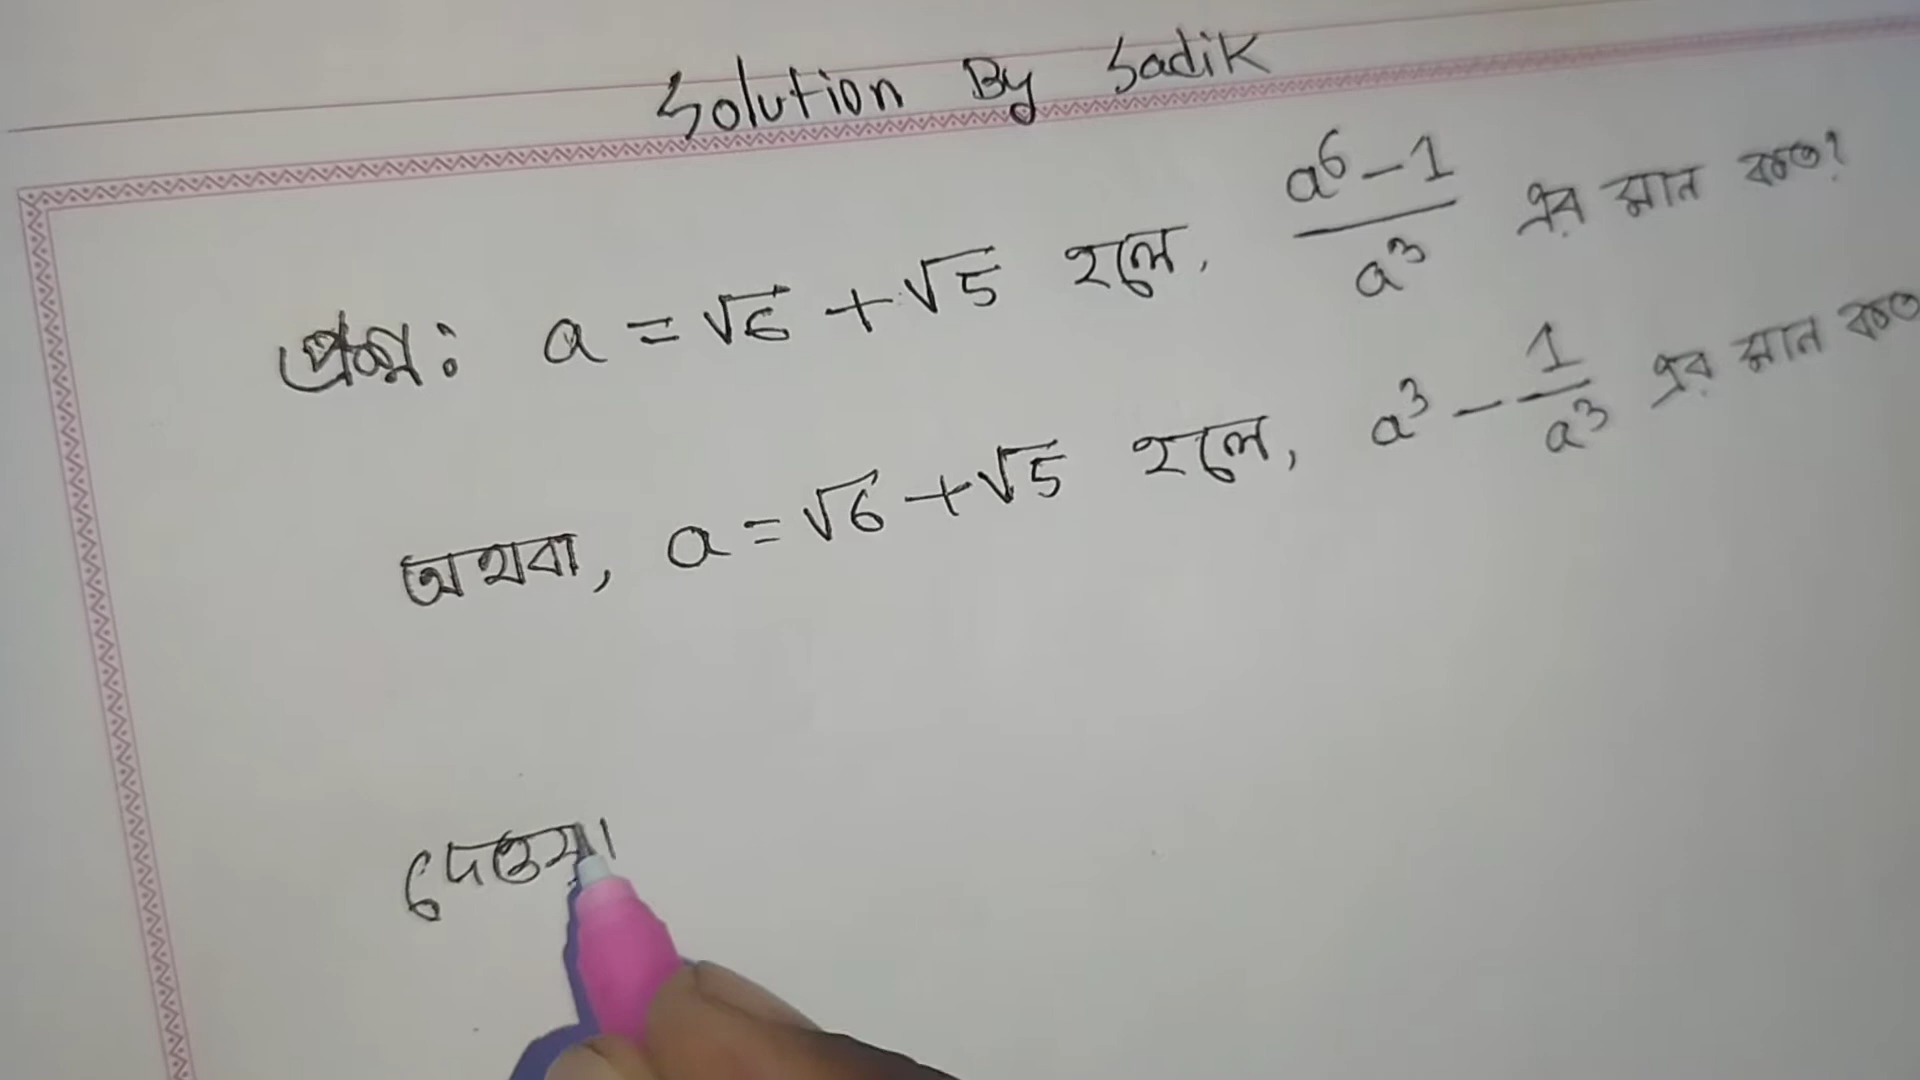 Solution By Sadik
প্রশ্ন: a = √6 + √5 হলে, (a⁶ − 1)/a³ এর মান কত?
অথবা, a = √6 + √5 হলে, a³ − 1/a³ এর মান কত
দেওয়া